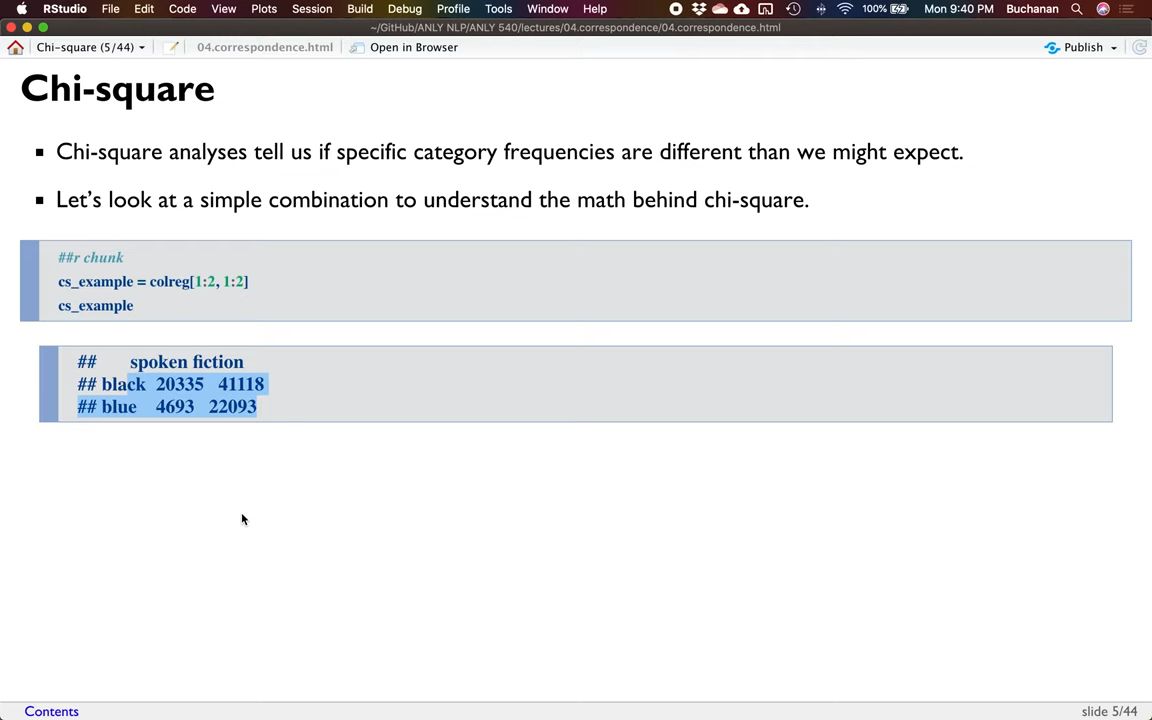 RStudio File Edit Code View Plots Session Build Debug Profile Tools Window Help 100% Mon 9:40 PM Buchanan
~/GitHub/ANLY NLP/ANLY 540/lectures/04.correspondence/04.correspondence.html
Chi-square (5/44) 04.correspondence.html Open in Browser Publish
Chi-square
Chi-square analyses tell us if specific category frequencies are different than we might expect.
Let’s look at a simple combination to understand the math behind chi-square.
##r chunk
cs_example = colreg[1:2, 1:2]
cs_example
## spoken fiction
## black 20335 41118
## blue 4693 22093
Contents slide 5/44